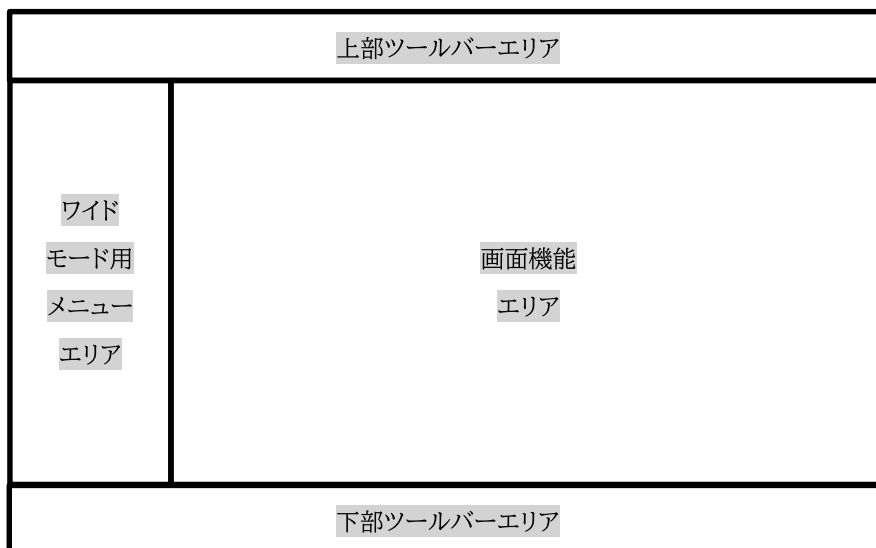 上部ツールバーエリア
ワイド
モード用
メニュー
エリア
画面機能
エリア
下部ツールバーエリア